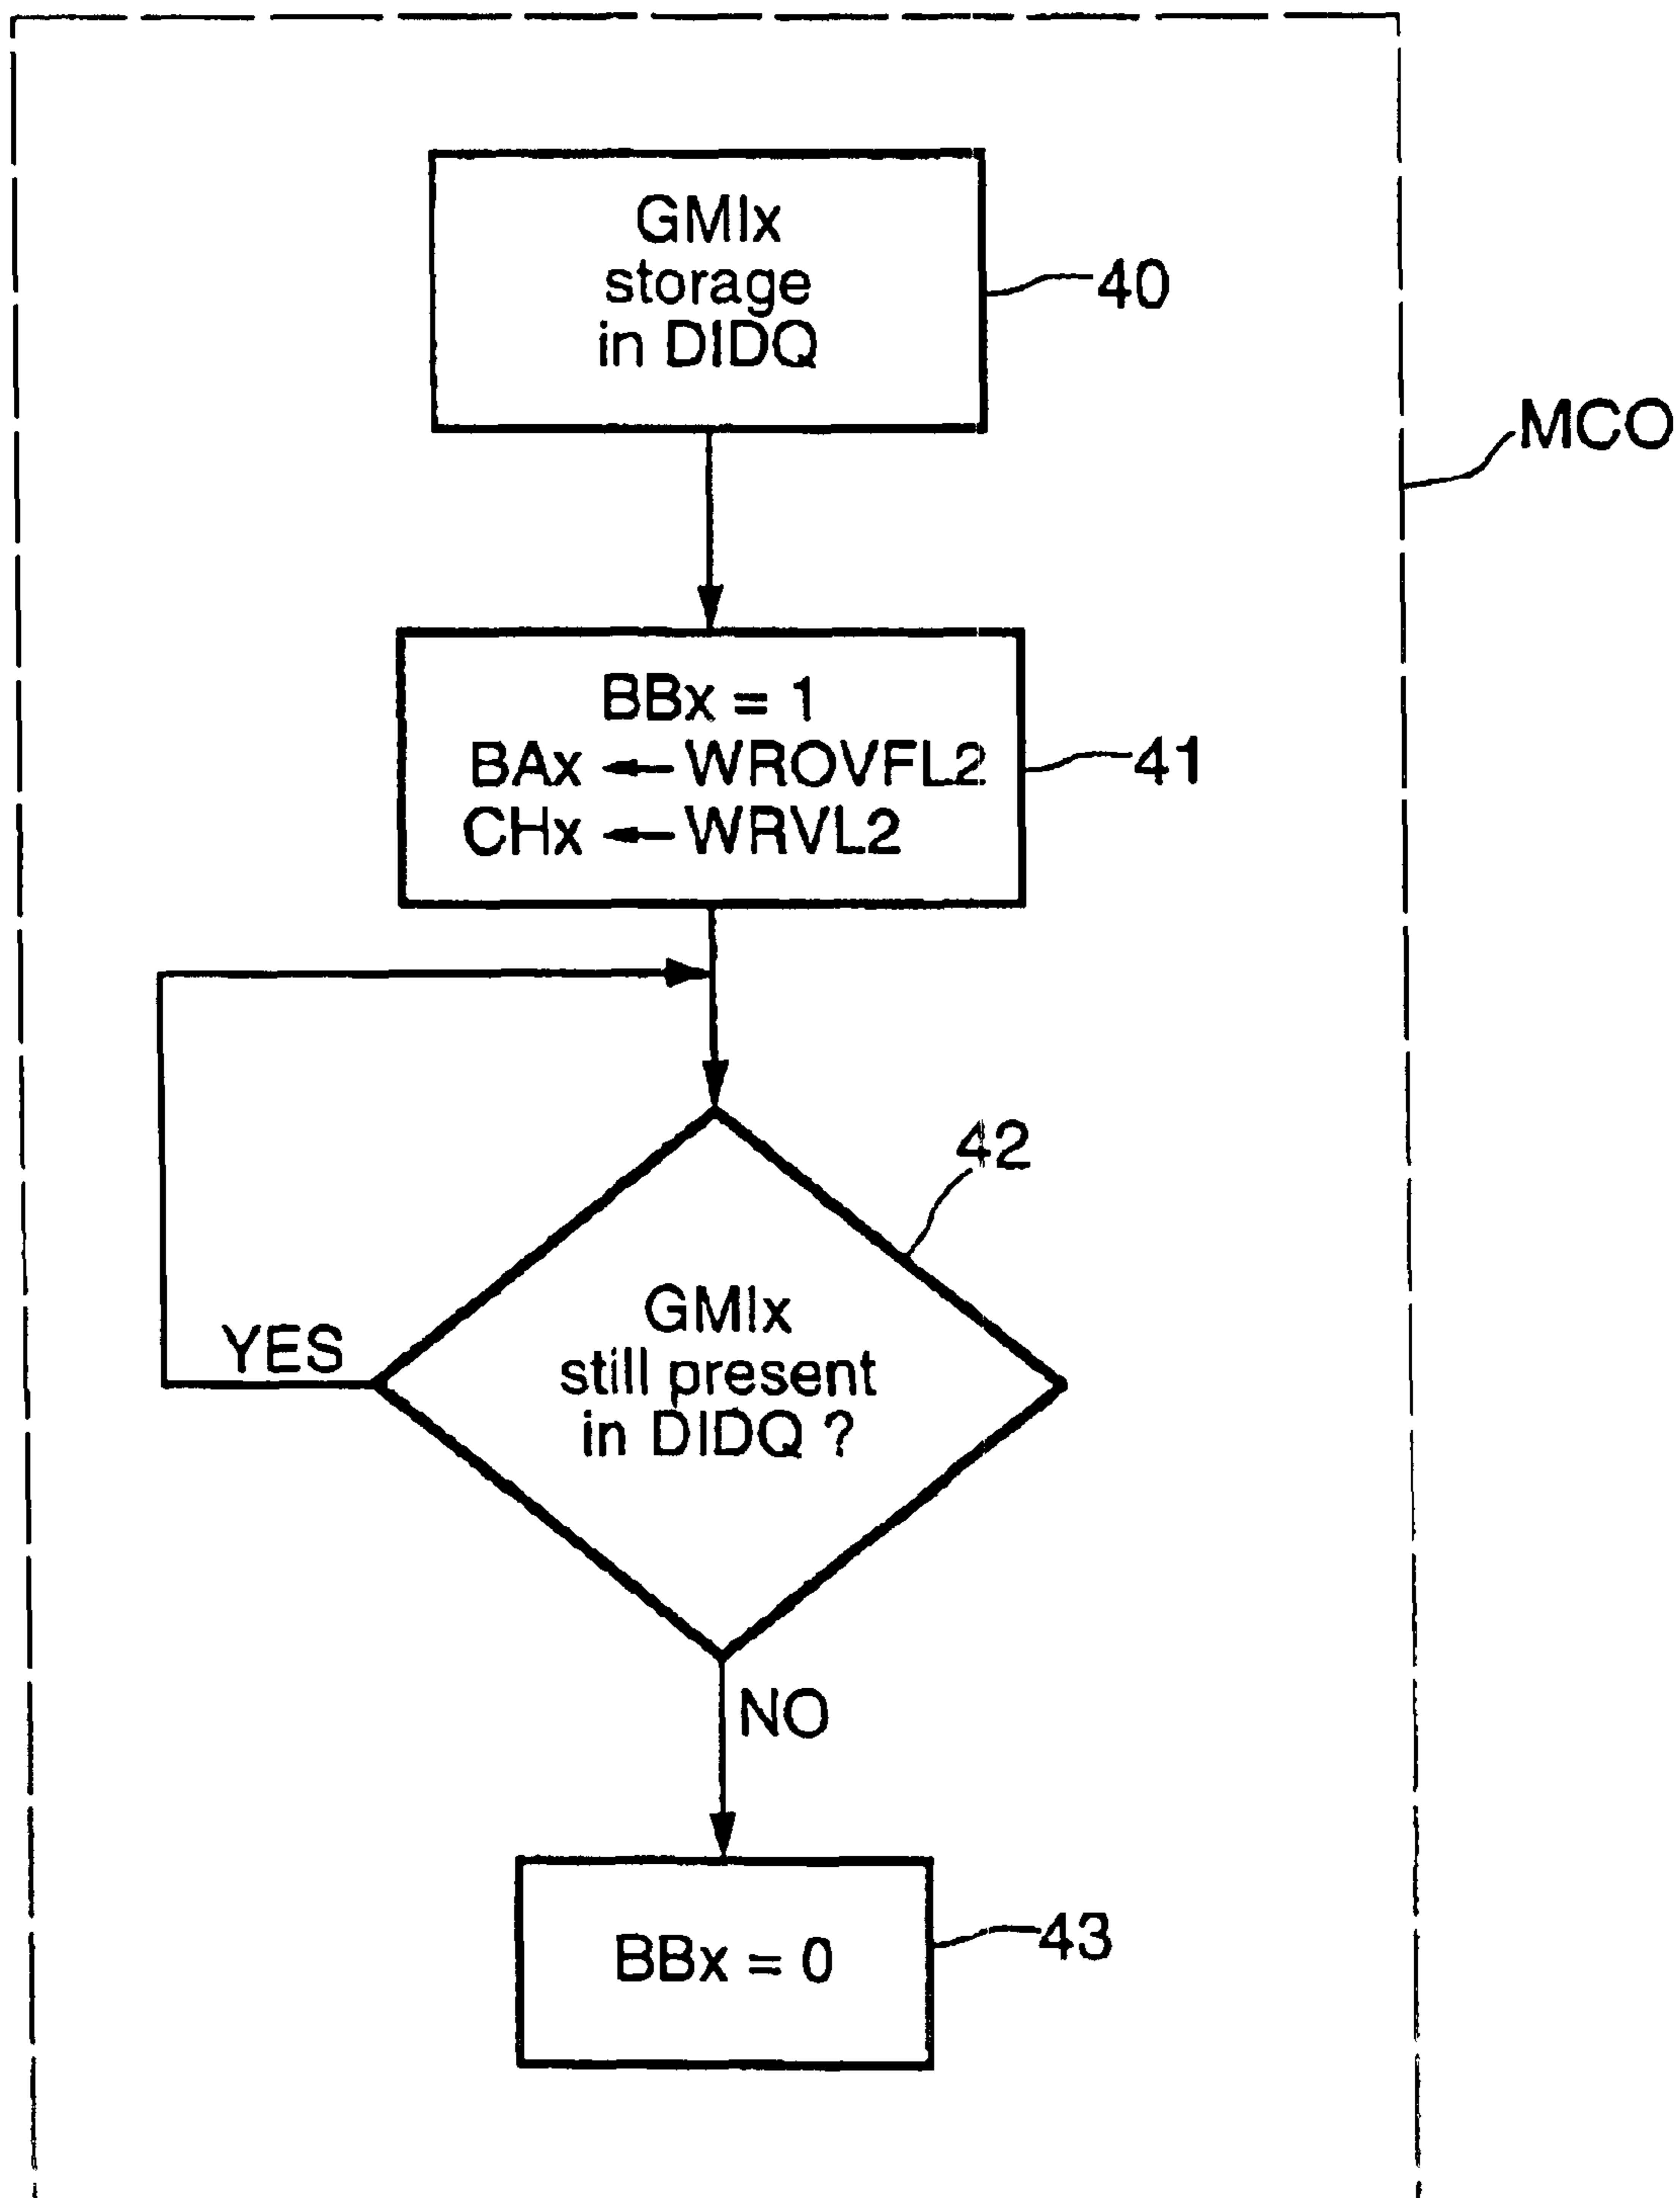 GMIx
storage
in DIDQ
40
MCO
BBx = 1
BAx ← WROVFL2
CHx ← WRVL2
41
42
GMIx
still present
in DIDQ ?
YES
NO
BBx = 0
43